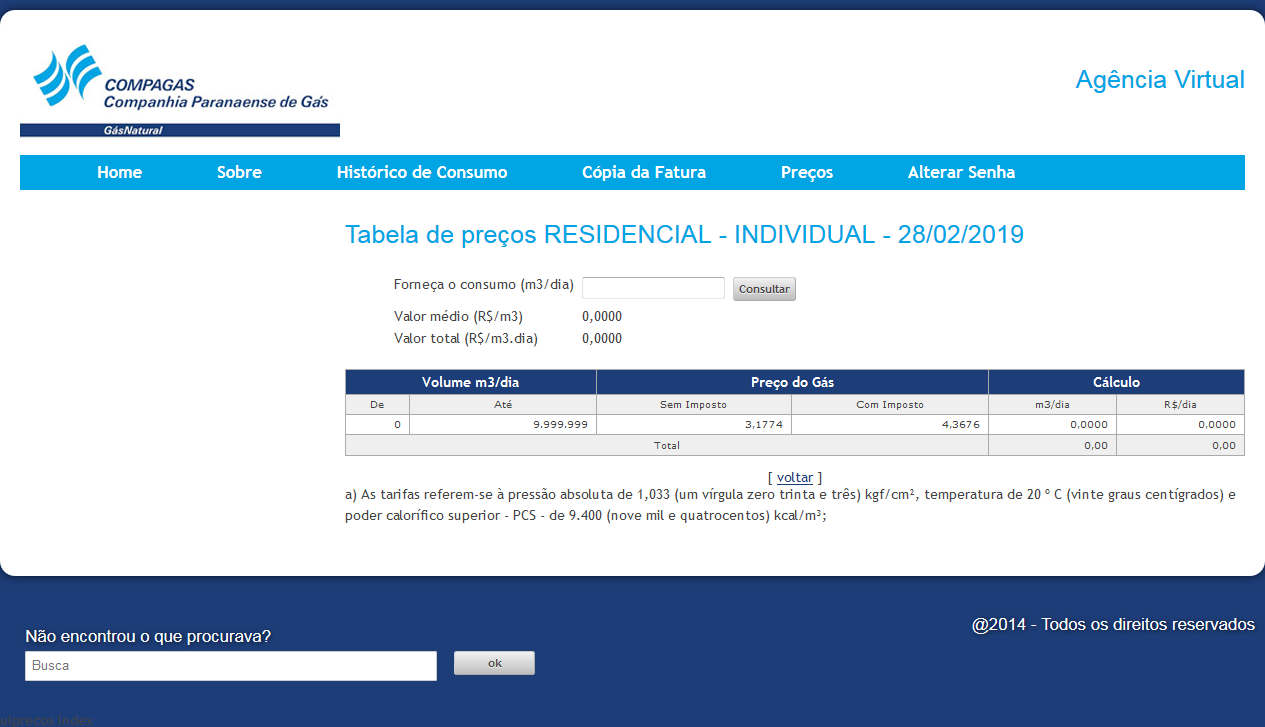 COMPAGAS
Companhia Paranaense de Gás
GásNatural
Agência Virtual
Home Sobre Histórico de Consumo Cópia da Fatura Preços Alterar Senha
Tabela de preços RESIDENCIAL - INDIVIDUAL - 28/02/2019
Forneça o consumo (m3/dia) Consultar
Valor médio (R$/m3) 0,0000
Valor total (R$/m3.dia) 0,0000
Volume m3/dia Preço do Gás Cálculo
De Até Sem Imposto Com Imposto m3/dia R$/dia
0 9.999.999 3,1774 4,3676 0,0000 0,0000
Total 0,00 0,00
[ voltar ]
a) As tarifas referem-se à pressão absoluta de 1,033 (um vírgula zero trinta e três) kgf/cm², temperatura de 20 º C (vinte graus centígrados) e
poder calorífico superior - PCS - de 9.400 (nove mil e quatrocentos) kcal/m³;
@2014 - Todos os direitos reservados
Não encontrou o que procurava?
Busca ok
ulprecos index